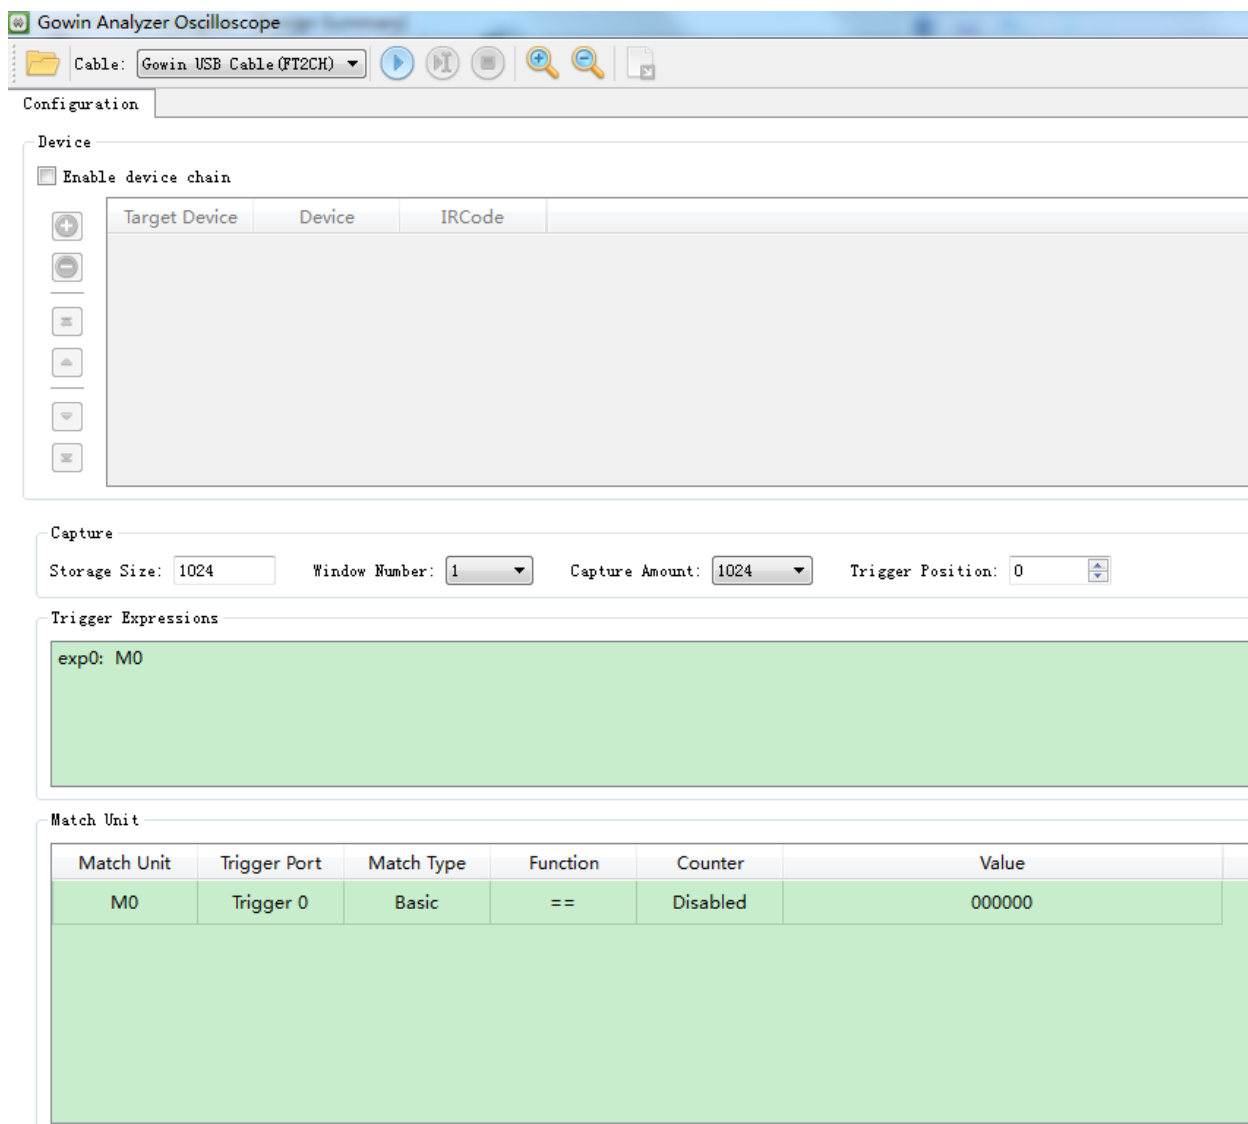 Gowin Analyzer Oscilloscope
Cable: Gowin USB Cable(FT2CH)
Configuration
Device
Enable device chain
Target Device Device IRCode
Capture
Storage Size: 1024 Window Number: 1 Capture Amount: 1024 Trigger Position: 0
Trigger Expressions
exp0: M0
Match Unit
Match Unit Trigger Port Match Type Function Counter Value
M0 Trigger 0 Basic == Disabled 000000